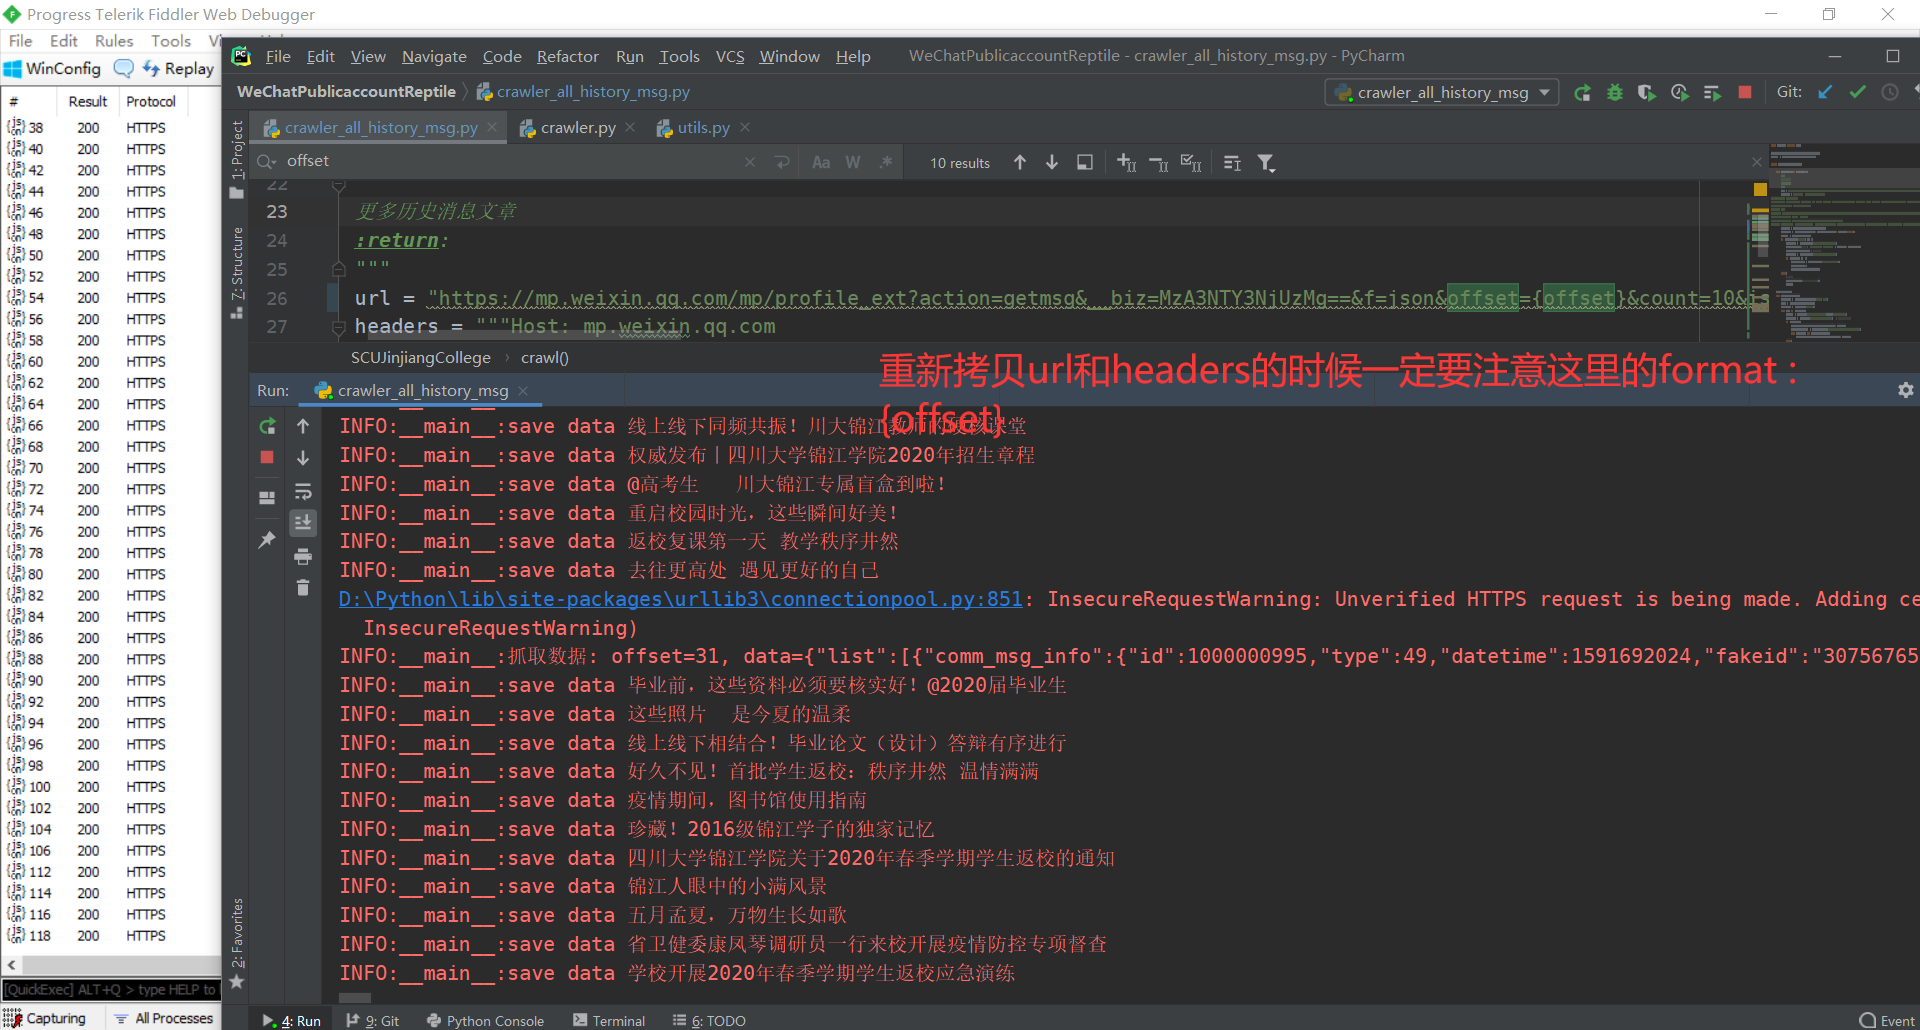 Progress Telerik Fiddler Web Debugger
File Edit Rules Tools
WinConfig Replay
# Result Protocol
38 200 HTTPS
40 200 HTTPS
42 200 HTTPS
44 200 HTTPS
46 200 HTTPS
48 200 HTTPS
50 200 HTTPS
52 200 HTTPS
54 200 HTTPS
56 200 HTTPS
58 200 HTTPS
60 200 HTTPS
62 200 HTTPS
64 200 HTTPS
66 200 HTTPS
68 200 HTTPS
70 200 HTTPS
72 200 HTTPS
74 200 HTTPS
76 200 HTTPS
78 200 HTTPS
80 200 HTTPS
82 200 HTTPS
84 200 HTTPS
86 200 HTTPS
88 200 HTTPS
90 200 HTTPS
92 200 HTTPS
94 200 HTTPS
96 200 HTTPS
98 200 HTTPS
100 200 HTTPS
102 200 HTTPS
104 200 HTTPS
106 200 HTTPS
112 200 HTTPS
114 200 HTTPS
116 200 HTTPS
118 200 HTTPS
[QuickExec] ALT+Q > type HELP to
Capturing All Processes
File Edit View Navigate Code Refactor Run Tools VCS Window Help WeChatPublicaccountReptile - crawler_all_history_msg.py - PyCharm
WeChatPublicaccountReptile crawler_all_history_msg.py crawler_all_history_msg Git:
crawler_all_history_msg.py crawler.py utils.py
1: Project
7: Structure
2: Favorites
offset Aa W .* 10 results
22
23 更多历史消息文章
24 :return:
25 """
26 url = "https://mp.weixin.qq.com/mp/profile_ext?action=getmsg&__biz=MzA3NTY3NjUzMg==&f=json&offset={offset}&count=10&is
27 headers = """Host: mp.weixin.qq.com
SCUJinjiangCollege › crawl()
重新拷贝url和headers的时候一定要注意这里的format：
{offset}
Run: crawler_all_history_msg
INFO:__main__:save data 线上线下同频共振！川大锦江教师的硬核课堂
INFO:__main__:save data 权威发布丨四川大学锦江学院2020年招生章程
INFO:__main__:save data @高考生 川大锦江专属盲盒到啦！
INFO:__main__:save data 重启校园时光，这些瞬间好美！
INFO:__main__:save data 返校复课第一天 教学秩序井然
INFO:__main__:save data 去往更高处 遇见更好的自己
D:\Python\lib\site-packages\urllib3\connectionpool.py:851: InsecureRequestWarning: Unverified HTTPS request is being made. Adding ce
InsecureRequestWarning)
INFO:__main__:抓取数据: offset=31, data={"list":[{"comm_msg_info":{"id":1000000995,"type":49,"datetime":1591692024,"fakeid":"30756765
INFO:__main__:save data 毕业前，这些资料必须要核实好！@2020届毕业生
INFO:__main__:save data 这些照片 是今夏的温柔
INFO:__main__:save data 线上线下相结合！毕业论文（设计）答辩有序进行
INFO:__main__:save data 好久不见！首批学生返校：秩序井然 温情满满
INFO:__main__:save data 疫情期间，图书馆使用指南
INFO:__main__:save data 珍藏！2016级锦江学子的独家记忆
INFO:__main__:save data 四川大学锦江学院关于2020年春季学期学生返校的通知
INFO:__main__:save data 锦江人眼中的小满风景
INFO:__main__:save data 五月孟夏，万物生长如歌
INFO:__main__:save data 省卫健委康凤琴调研员一行来校开展疫情防控专项督查
INFO:__main__:save data 学校开展2020年春季学期学生返校应急演练
4: Run 9: Git Python Console Terminal 6: TODO Event